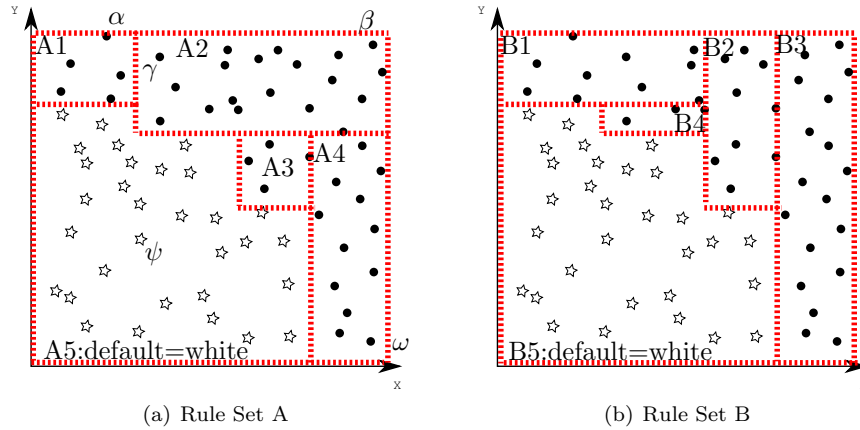 Y
α
β
Y
A1
A2
B1
B2
B3
γ
B4
A3
A4
ψ
A5:default=white
ω
B5:default=white
X
(a) Rule Set A
(b) Rule Set B